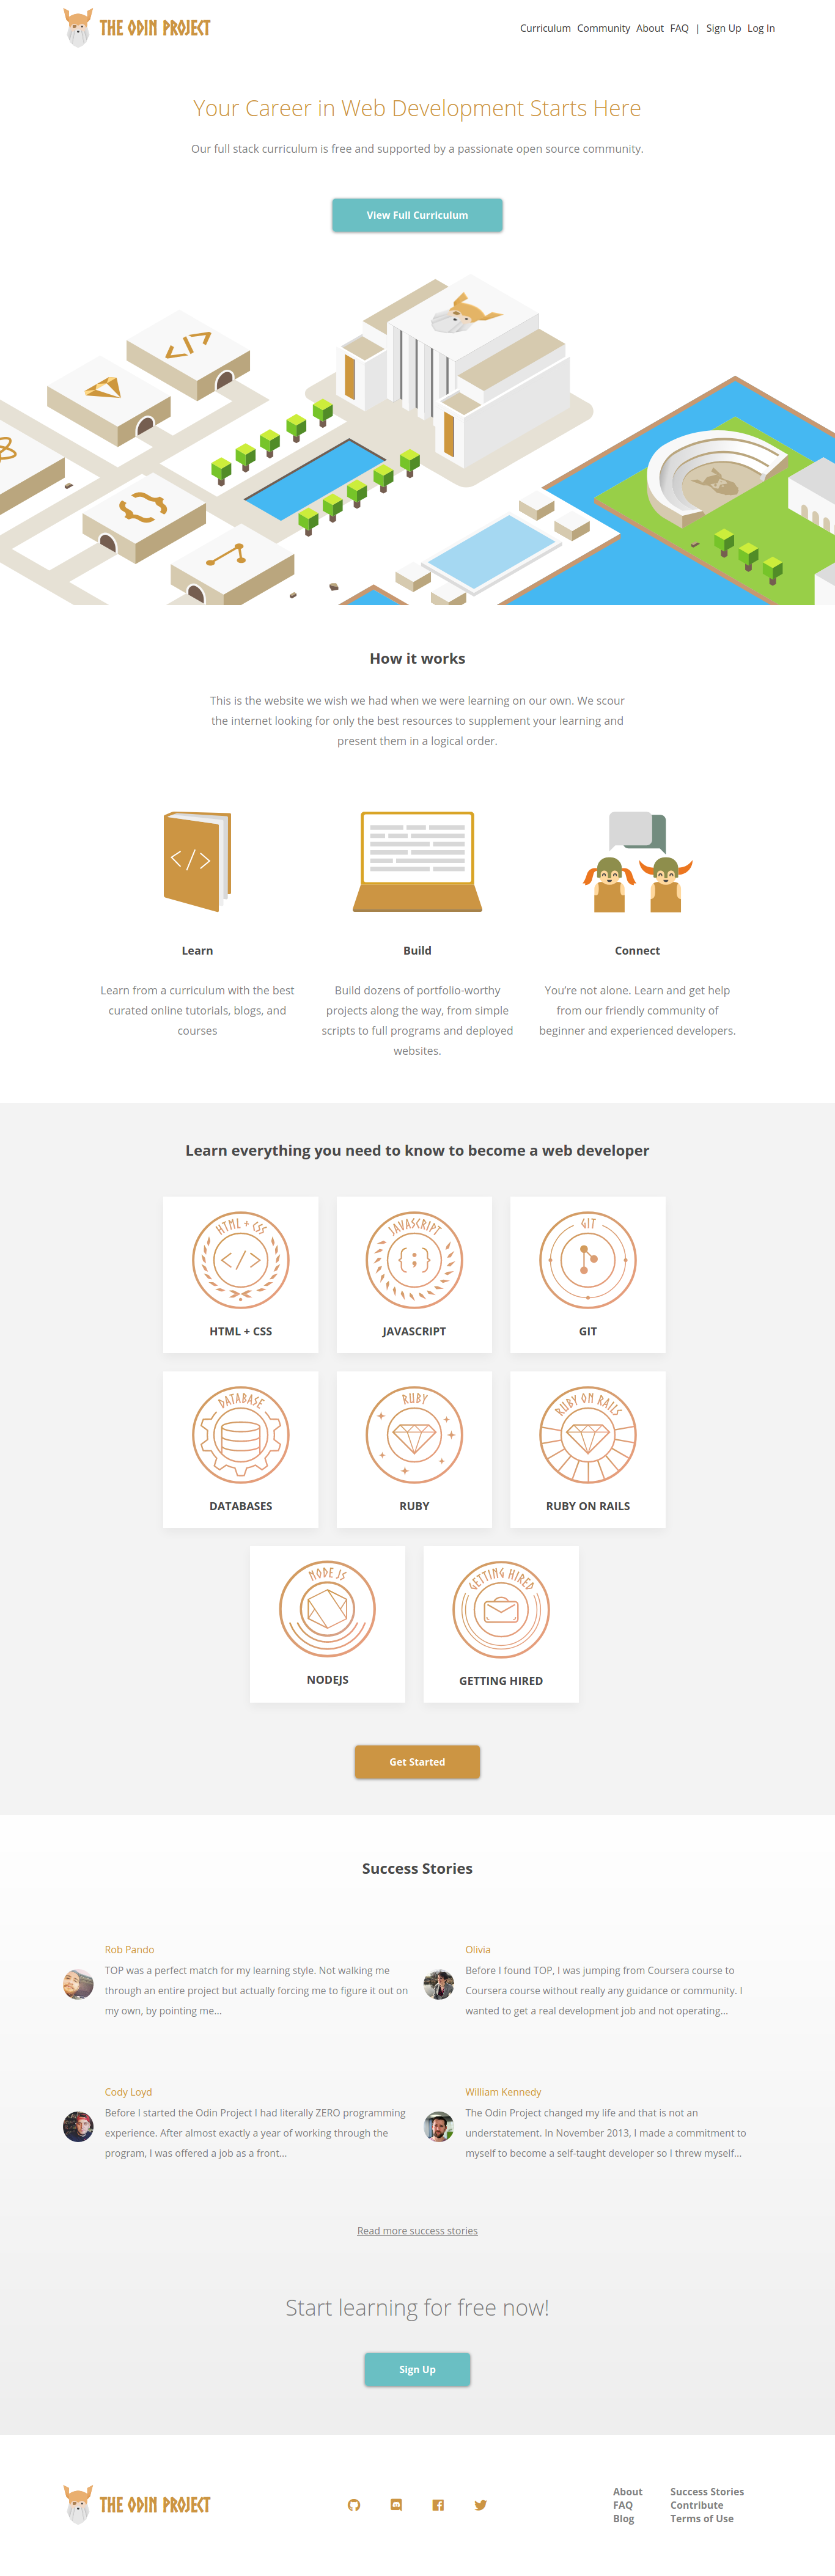 THE ODIN PROJECT
Curriculum Community About FAQ | Sign Up Log In
Your Career in Web Development Starts Here
Our full stack curriculum is free and supported by a passionate open source community.
View Full Curriculum
</>
{}
How it works
This is the website we wish we had when we were learning on our own. We scour
the internet looking for only the best resources to supplement your learning and
present them in a logical order.
</>
Learn
Learn from a curriculum with the best
curated online tutorials, blogs, and
courses
Build
Build dozens of portfolio-worthy
projects along the way, from simple
scripts to full programs and deployed
websites.
Connect
You’re not alone. Learn and get help
from our friendly community of
beginner and experienced developers.
Learn everything you need to know to become a web developer
HTML + CSS
</>
HTML + CSS
JAVASCRIPT
{;}
JAVASCRIPT
GIT
GIT
DATABASE
DATABASES
RUBY
RUBY
RUBY ON RAILS
RUBY ON RAILS
NODE JS
NODEJS
GETTING HIRED
GETTING HIRED
Get Started
Success Stories
Rob Pando
TOP was a perfect match for my learning style. Not walking me
through an entire project but actually forcing me to figure it out on
my own, by pointing me...
Olivia
Before I found TOP, I was jumping from Coursera course to
Coursera course without really any guidance or community. I
wanted to get a real development job and not operating...
Cody Loyd
Before I started the Odin Project I had literally ZERO programming
experience. After almost exactly a year of working through the
program, I was offered a job as a front...
William Kennedy
The Odin Project changed my life and that is not an
understatement. In November 2013, I made a commitment to
myself to become a self-taught developer so I threw myself...
Read more success stories
Start learning for free now!
Sign Up
THE ODIN PROJECT
About
FAQ
Blog
Success Stories
Contribute
Terms of Use